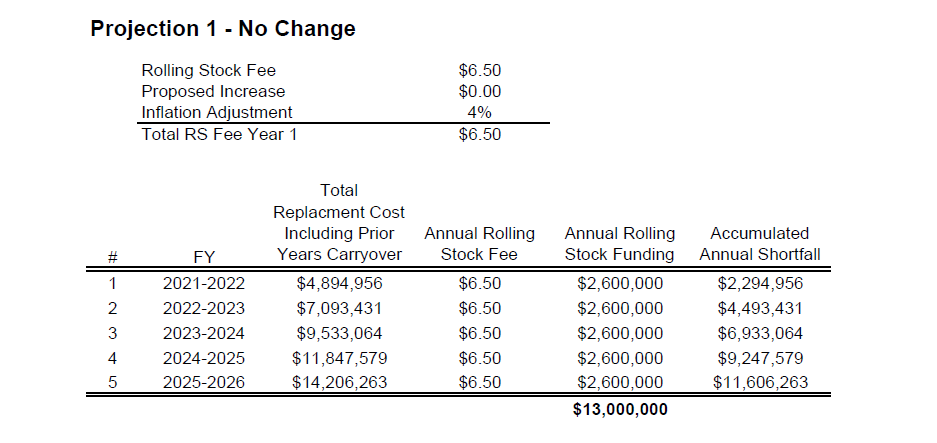 Projection 1 - No Change
Rolling Stock Fee $6.50
Proposed Increase $0.00
Inflation Adjustment 4%
Total RS Fee Year 1 $6.50
Total
Replacment Cost
Including Prior Annual Rolling Annual Rolling Accumulated
# FY Years Carryover Stock Fee Stock Funding Annual Shortfall
1 2021-2022 $4,894,956 $6.50 $2,600,000 $2,294,956
2 2022-2023 $7,093,431 $6.50 $2,600,000 $4,493,431
3 2023-2024 $9,533,064 $6.50 $2,600,000 $6,933,064
4 2024-2025 $11,847,579 $6.50 $2,600,000 $9,247,579
5 2025-2026 $14,206,263 $6.50 $2,600,000 $11,606,263
$13,000,000